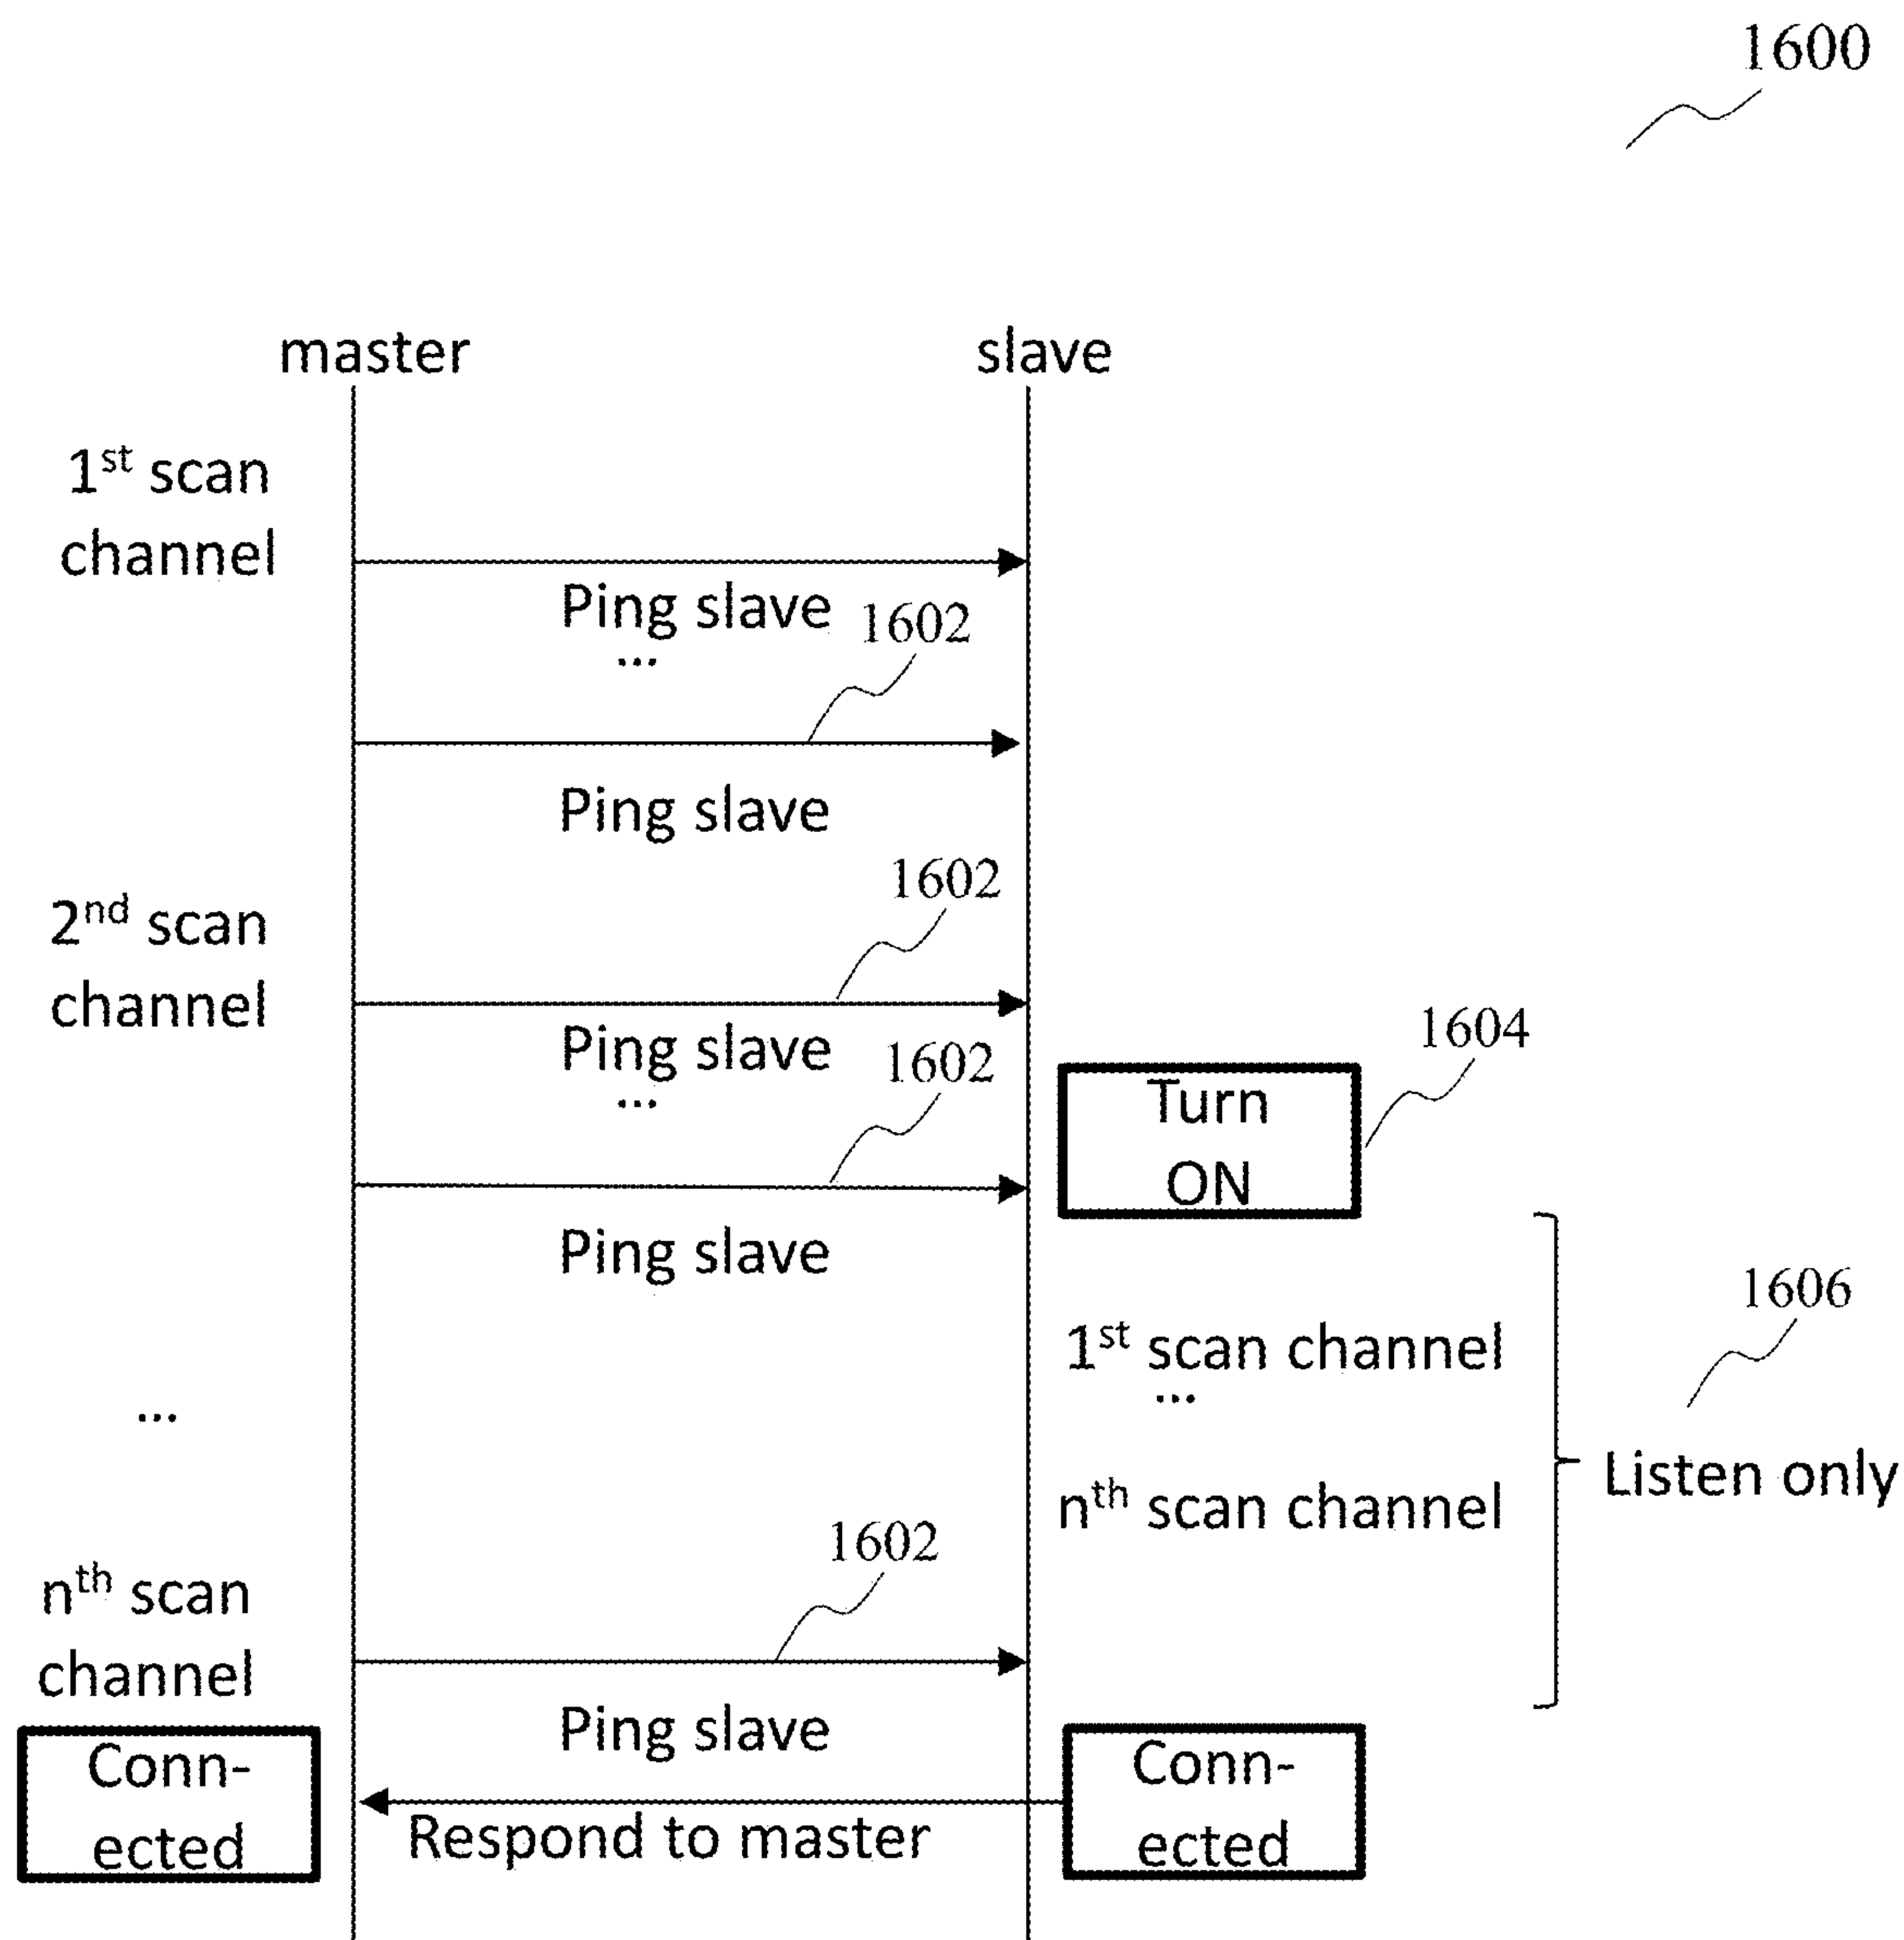 1600
master
slave
1st scan
channel
Ping slave
1602
...
Ping slave
1602
2nd scan
channel
Ping slave
1602
...
1604
Turn
ON
Ping slave
1606
1st scan channel
...
...
Listen only
nth scan channel
1602
nth scan
channel
Ping slave
Conn-
ected
Conn-
ected
Respond to master